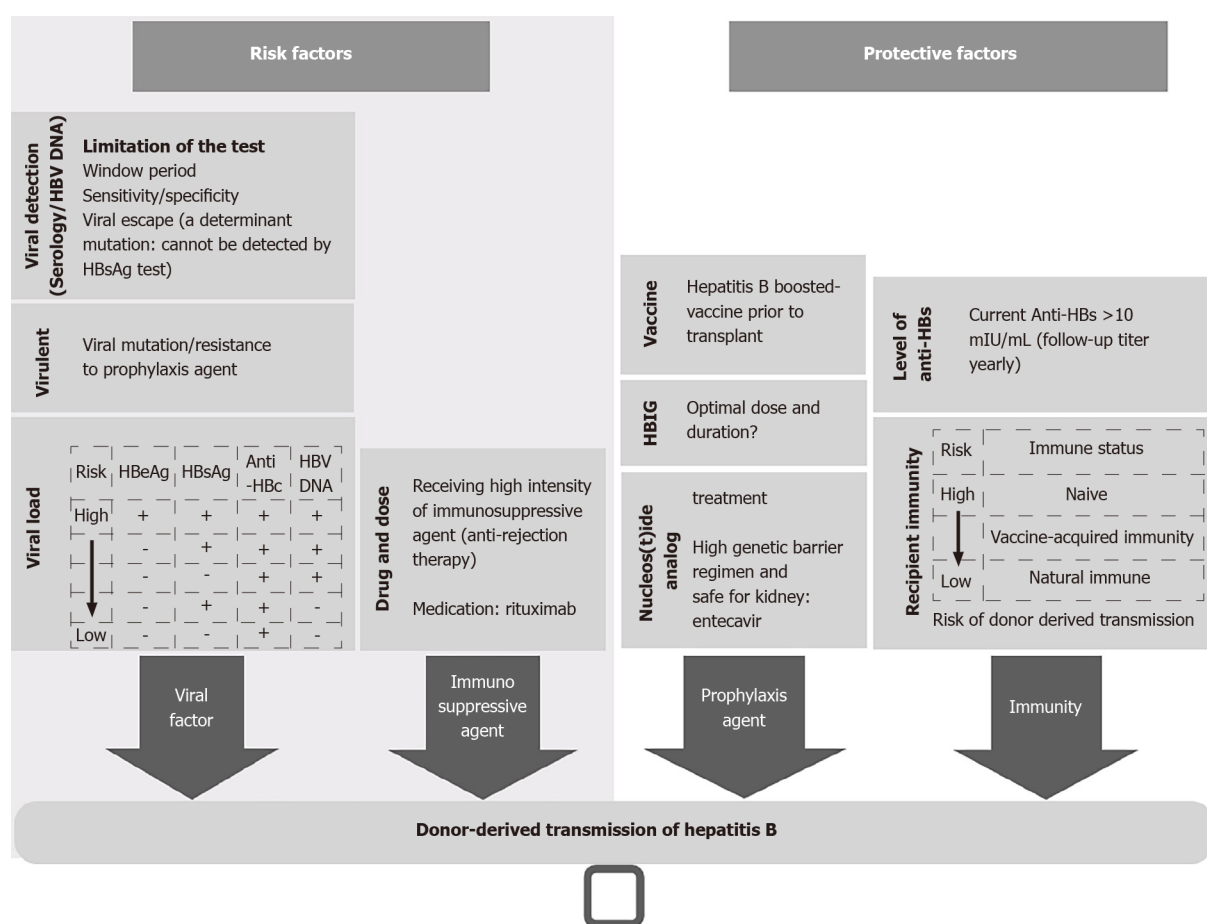 Risk factors
Protective factors
Viral detection
(Serology/HBV DNA)
Limitation of the test
Window period
Sensitivity/specificity
Viral escape (a determinant
mutation: cannot be detected by
HBsAg test)
Virulent
Viral mutation/resistance
to prophylaxis agent
Viral load
Risk HBeAg HBsAg Anti-HBc HBV DNA
High + + + +
- + + +
- - + +
- + + -
Low - - + -
Drug and dose
Receiving high intensity
of immunosuppressive
agent (anti-rejection
therapy)
Medication: rituximab
Vaccine
Hepatitis B boosted-
vaccine prior to
transplant
HBIG
Optimal dose and
duration?
Nucleos(t)ide
analog
treatment
High genetic barrier
regimen and
safe for kidney:
entecavir
Level of
anti-HBs
Current Anti-HBs >10
mIU/mL (follow-up titer
yearly)
Recipient immunity
Risk Immune status
High Naive
Vaccine-acquired immunity
Low Natural immune
Risk of donor derived transmission
Viral
factor
Immuno
suppressive
agent
Prophylaxis
agent
Immunity
Donor-derived transmission of hepatitis B